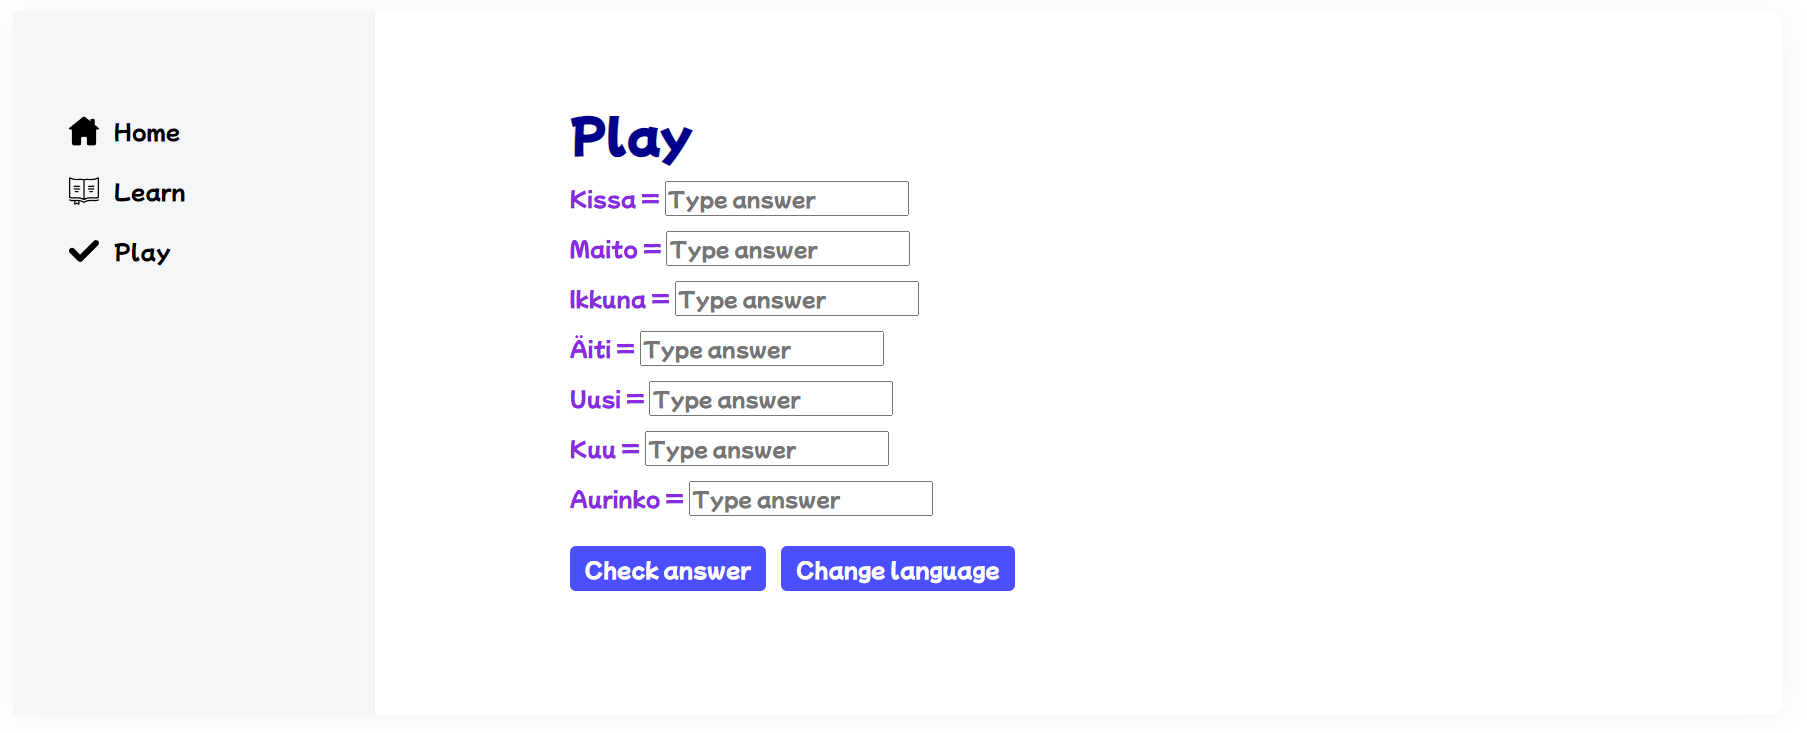 Home
Learn
Play
Play
Kissa = Type answer
Maito = Type answer
Ikkuna = Type answer
Äiti = Type answer
Uusi = Type answer
Kuu = Type answer
Aurinko = Type answer
Check answer Change language